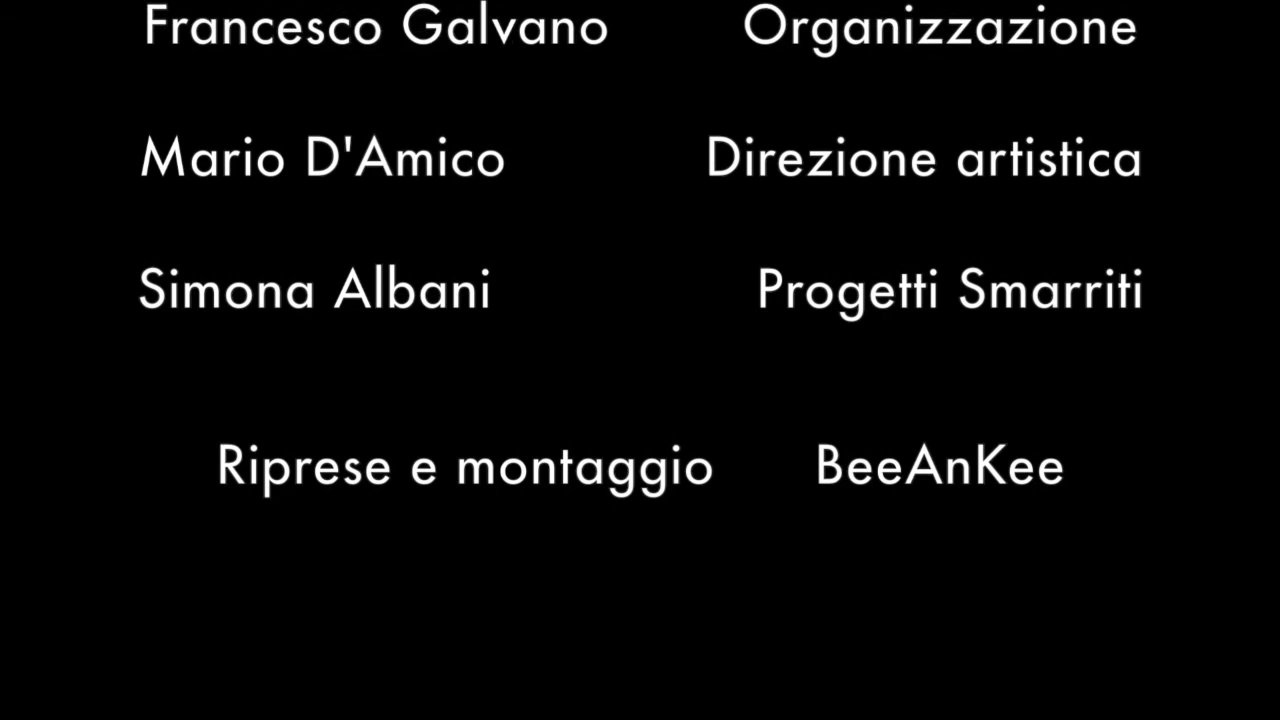 Francesco Galvano Organizzazione
Mario D'Amico Direzione artistica
Simona Albani Progetti Smarriti
Riprese e montaggio BeeAnKee